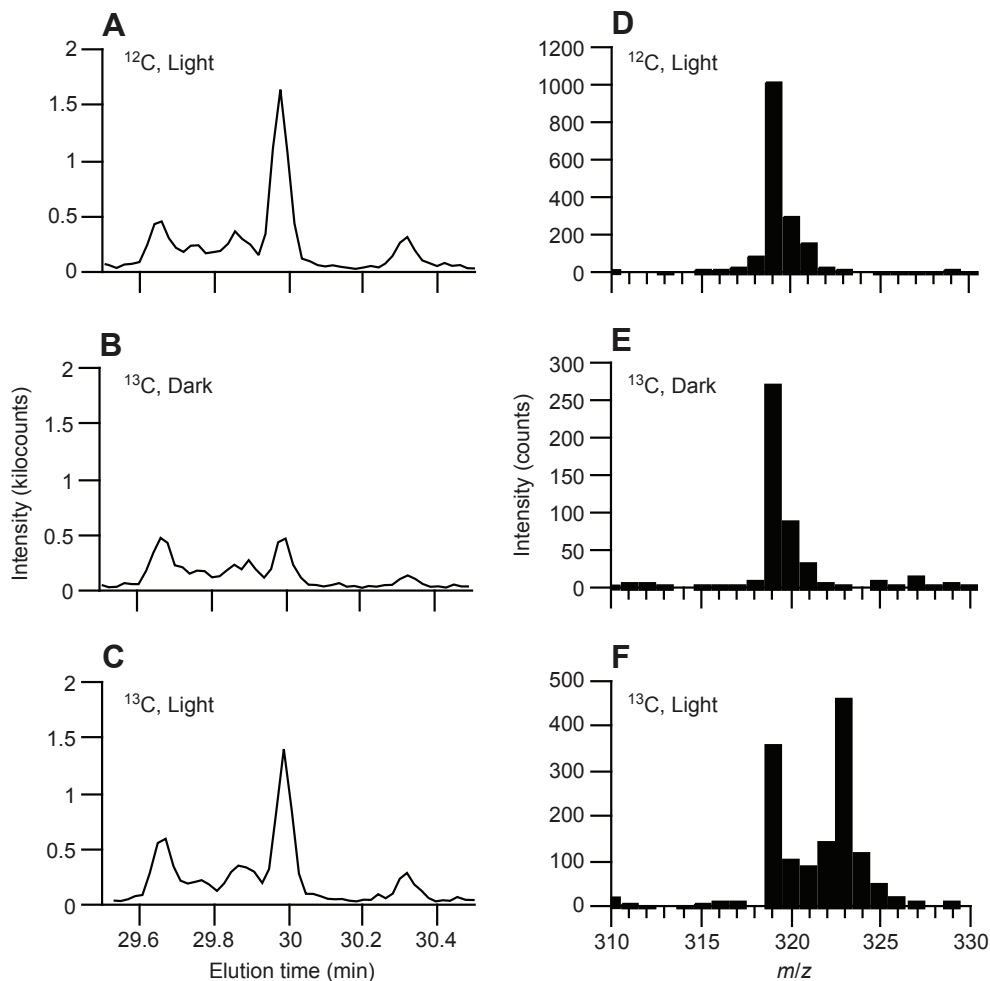 A
¹²C, Light
2
1.5
1
0.5
0
B
¹³C, Dark
2
1.5
1
0.5
0
C
¹³C, Light
2
1.5
1
0.5
0
29.6 29.8 30 30.2 30.4
Elution time (min)
Intensity (kilocounts)
D
¹²C, Light
1200
1000
800
600
400
200
0
E
¹³C, Dark
300
250
200
150
100
50
0
F
¹³C, Light
500
400
300
200
100
0
310 315 320 325 330
m/z
Intensity (counts)